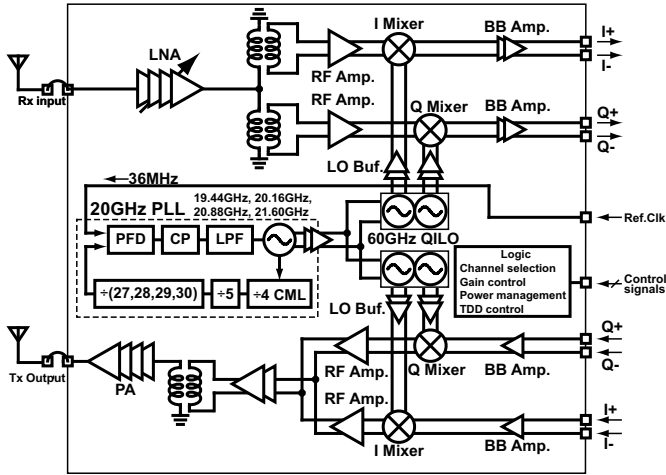 I Mixer
BB Amp.
I+
I-
LNA
Rx input
RF Amp.
RF Amp.
Q Mixer
BB Amp.
Q+
Q-
LO Buf.
36MHz
19.44GHz, 20.16GHz,
20.88GHz, 21.60GHz
20GHz PLL
Ref.Clk
PFD
CP
LPF
60GHz QILO
Logic
Channel selection
Gain control
Power management
TDD control
Control
signals
÷(27,28,29,30)
÷5
÷4 CML
LO Buf.
Q+
Q-
Tx Output
PA
RF Amp.
Q Mixer
BB Amp.
RF Amp.
I+
I-
I Mixer
BB Amp.